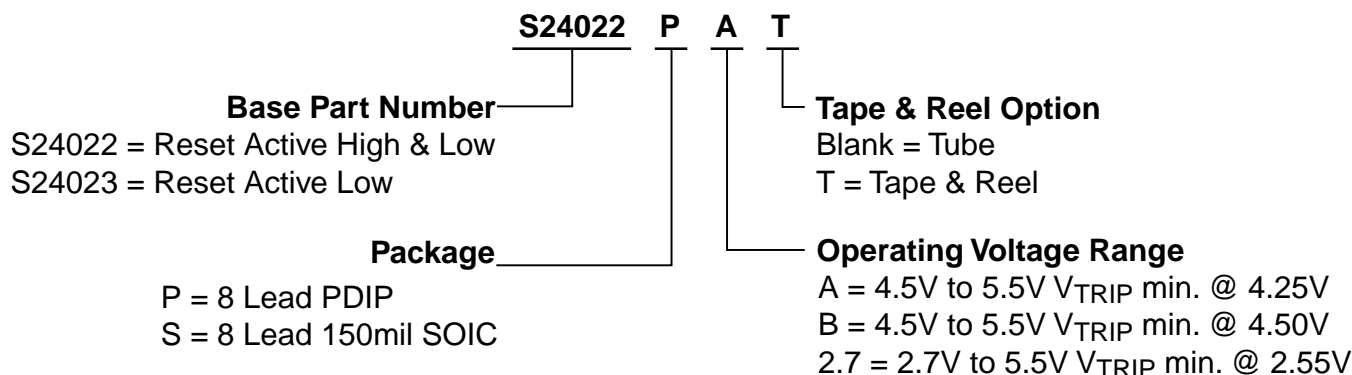 S24022 P A T
Base Part Number
S24022 = Reset Active High & Low
S24023 = Reset Active Low
Tape & Reel Option
Blank = Tube
T = Tape & Reel
Package
P = 8 Lead PDIP
S = 8 Lead 150mil SOIC
Operating Voltage Range
A = 4.5V to 5.5V VTRIP min. @ 4.25V
B = 4.5V to 5.5V VTRIP min. @ 4.50V
2.7 = 2.7V to 5.5V VTRIP min. @ 2.55V